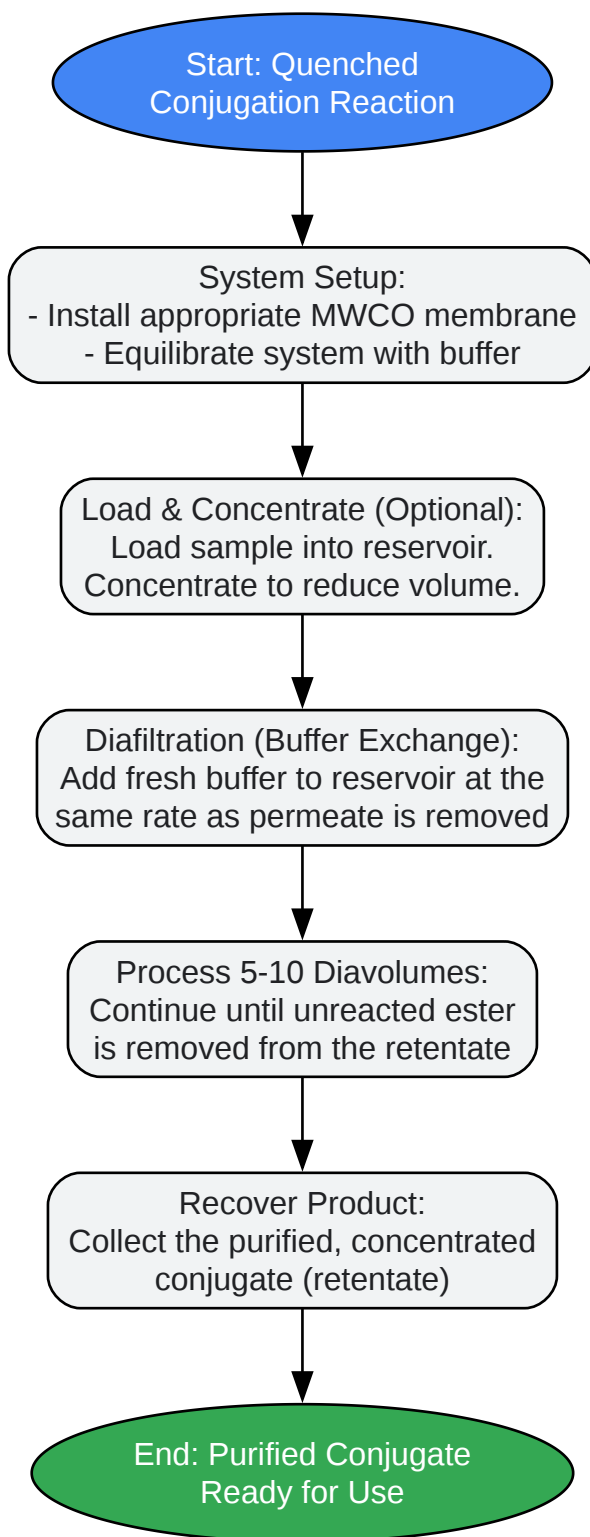 Start: Quenched
Conjugation Reaction
System Setup:
- Install appropriate MWCO membrane
- Equilibrate system with buffer
Load & Concentrate (Optional):
Load sample into reservoir.
Concentrate to reduce volume.
Diafiltration (Buffer Exchange):
Add fresh buffer to reservoir at the
same rate as permeate is removed
Process 5-10 Diavolumes:
Continue until unreacted ester
is removed from the retentate
Recover Product:
Collect the purified, concentrated
conjugate (retentate)
End: Purified Conjugate
Ready for Use